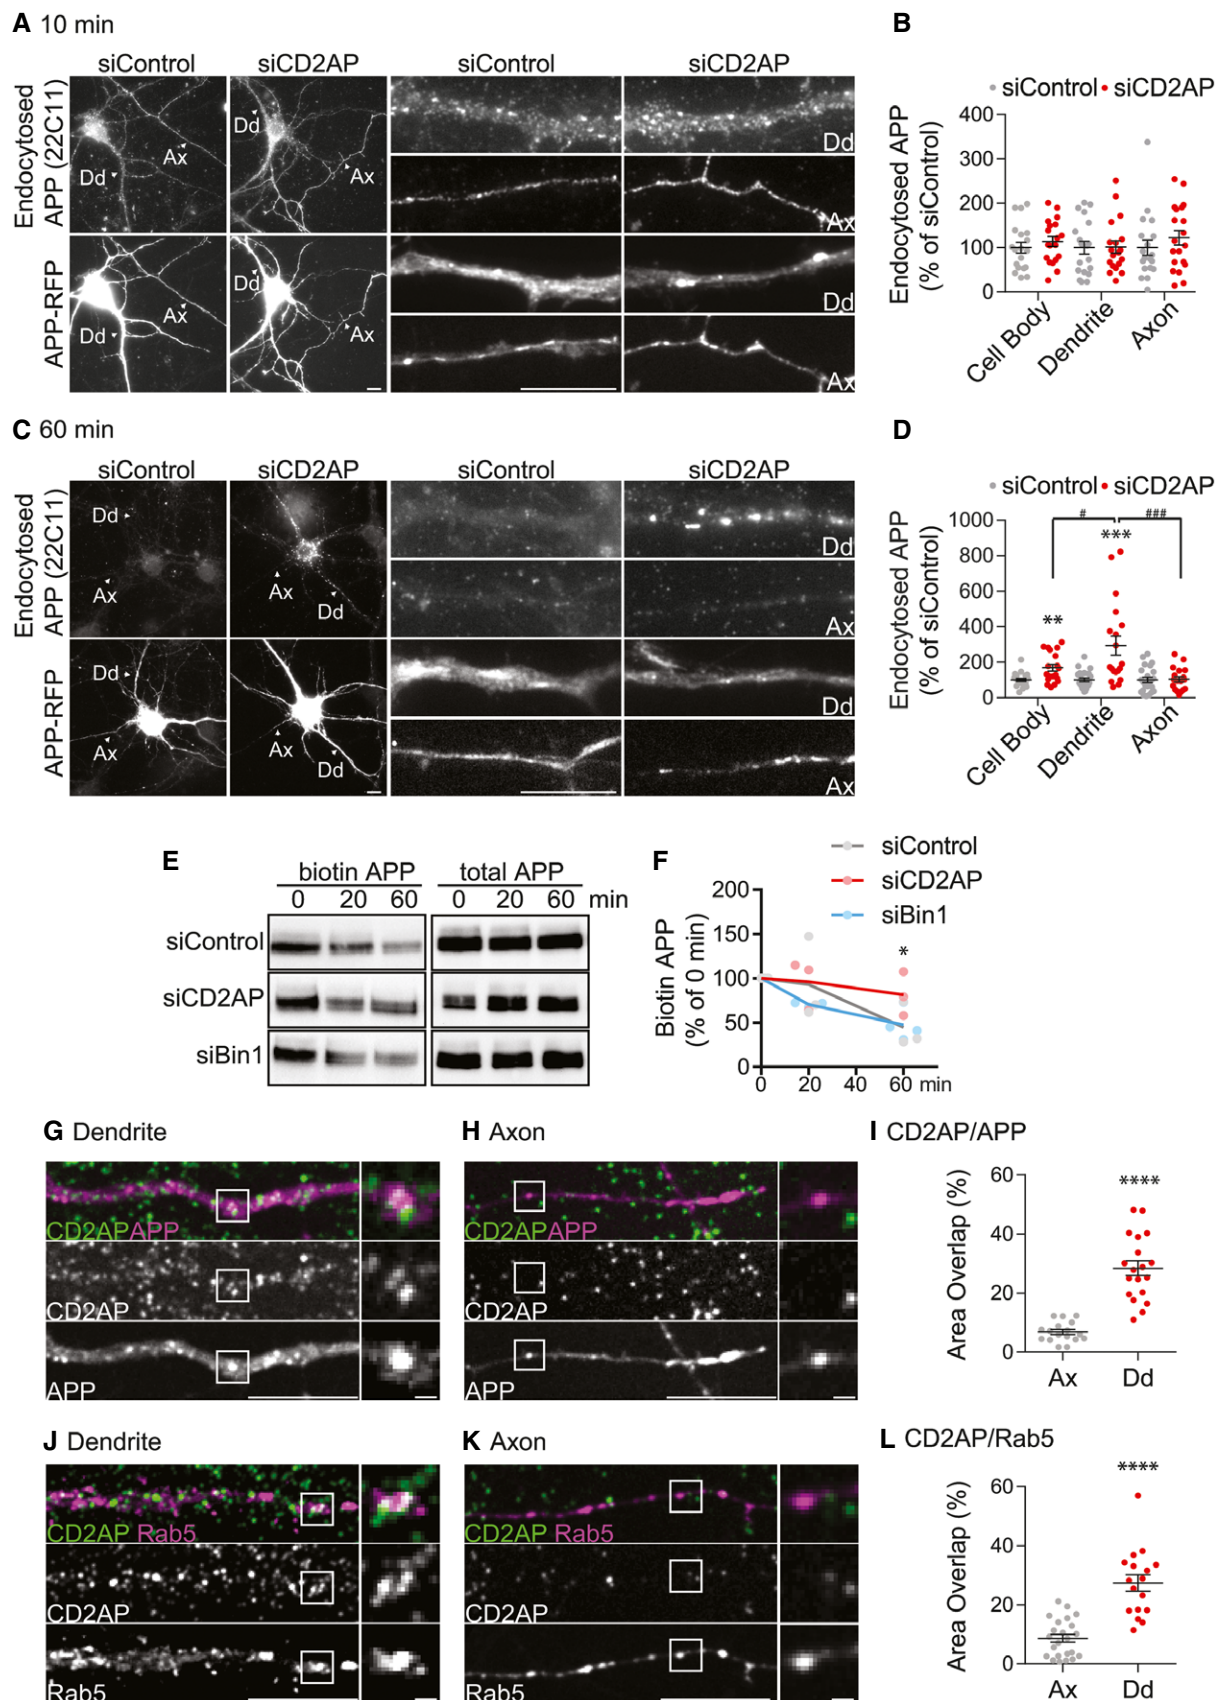 A 10 min
siControl
siCD2AP
siControl
siCD2AP
Endocytosed
APP (22C11)
APP-RFP
Dd
Ax
Dd
Ax
Dd
Ax
Dd
Ax
Dd
Ax
Dd
Ax
B
siControl siCD2AP
Endocytosed APP
(% of siControl)
400
300
200
100
0
Cell Body
Dendrite
Axon
C 60 min
siControl
siCD2AP
siControl
siCD2AP
Endocytosed
APP (22C11)
APP-RFP
Dd
Ax
Ax
Dd
Dd
Ax
Dd
Ax
Ax
Dd
Dd
Ax
D
siControl siCD2AP
Endocytosed APP
(% of siControl)
1000
800
600
400
200
0
#
###
**
***
Cell Body
Dendrite
Axon
E
biotin APP
total APP
0 20 60 0 20 60 min
siControl
siCD2AP
siBin1
F
siControl
siCD2AP
siBin1
Biotin APP
(% of 0 min)
200
150
100
50
0
*
0 20 40 60 min
G Dendrite
CD2AP/APP
CD2AP
APP
H Axon
CD2AP/APP
CD2AP
APP
I CD2AP/APP
Area Overlap (%)
60
40
20
0
****
Ax Dd
J Dendrite
CD2AP Rab5
CD2AP
Rab5
K Axon
CD2AP Rab5
CD2AP
Rab5
L CD2AP/Rab5
Area Overlap (%)
60
40
20
0
****
Ax Dd